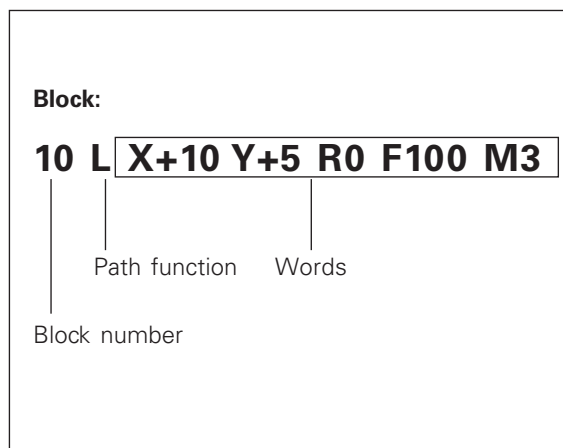 Block:
10 L X+10 Y+5 R0 F100 M3
Path function Words
Block number